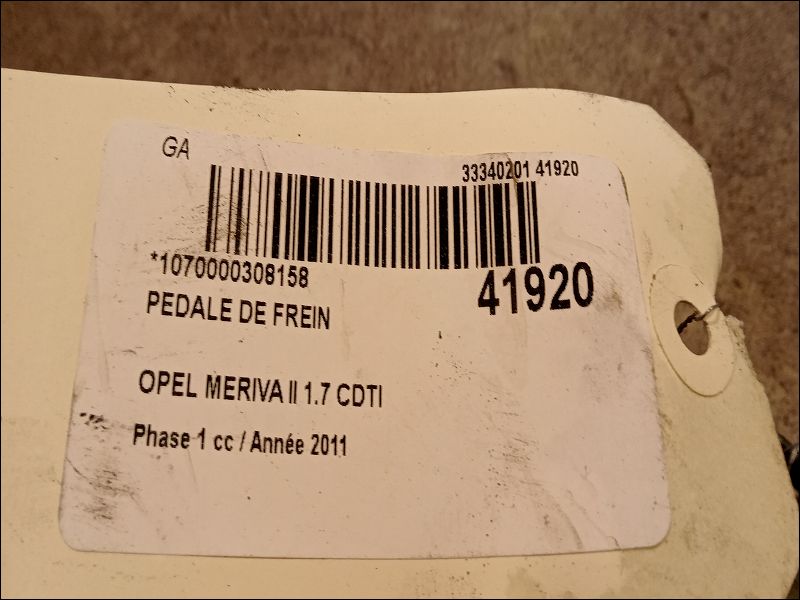 GA
33340201 41920
*1070000308158
41920
PEDALE DE FREIN
OPEL MERIVA II 1.7 CDTI
Phase 1 cc / Année 2011